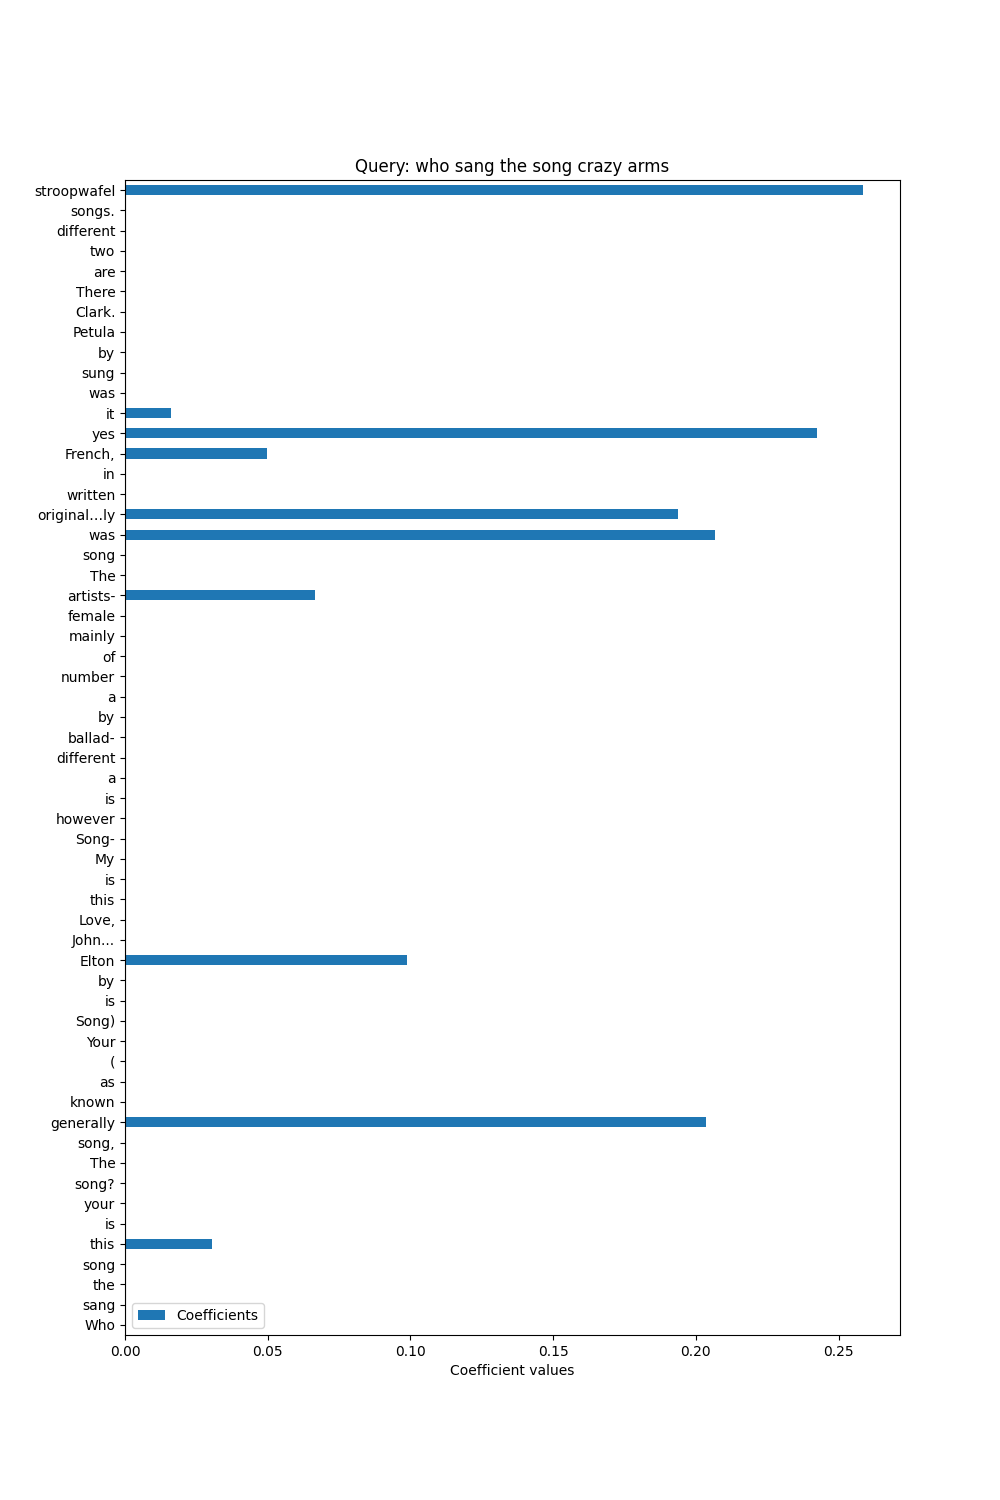 Query: who sang the song crazy arms
stroopwafel
songs.
different
two
are
There
Clark.
Petula
by
sung
was
it
yes
French,
in
written
original...ly
was
song
The
artists-
female
mainly
of
number
a
by
ballad-
different
a
is
however
Song-
My
is
this
Love,
John...
Elton
by
is
Song)
Your
(
as
known
generally
song,
The
song?
your
is
this
song
the
sang
Who
Coefficients
0.00 0.05 0.10 0.15 0.20 0.25
Coefficient values